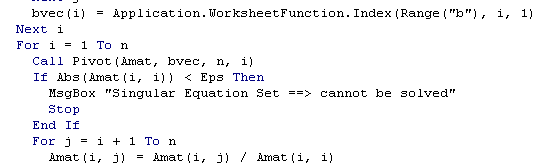 bvec(i) = Application.WorksheetFunction.Index(Range("b"), i, 1)
Next i
For i = 1 To n
Call Pivot(Amat, bvec, n, i)
If Abs(Amat(i, i)) < Eps Then
MsgBox "Singular Equation Set ==> cannot be solved"
Stop
End If
For j = i + 1 To n
Amat(i, j) = Amat(i, j) / Amat(i, i)